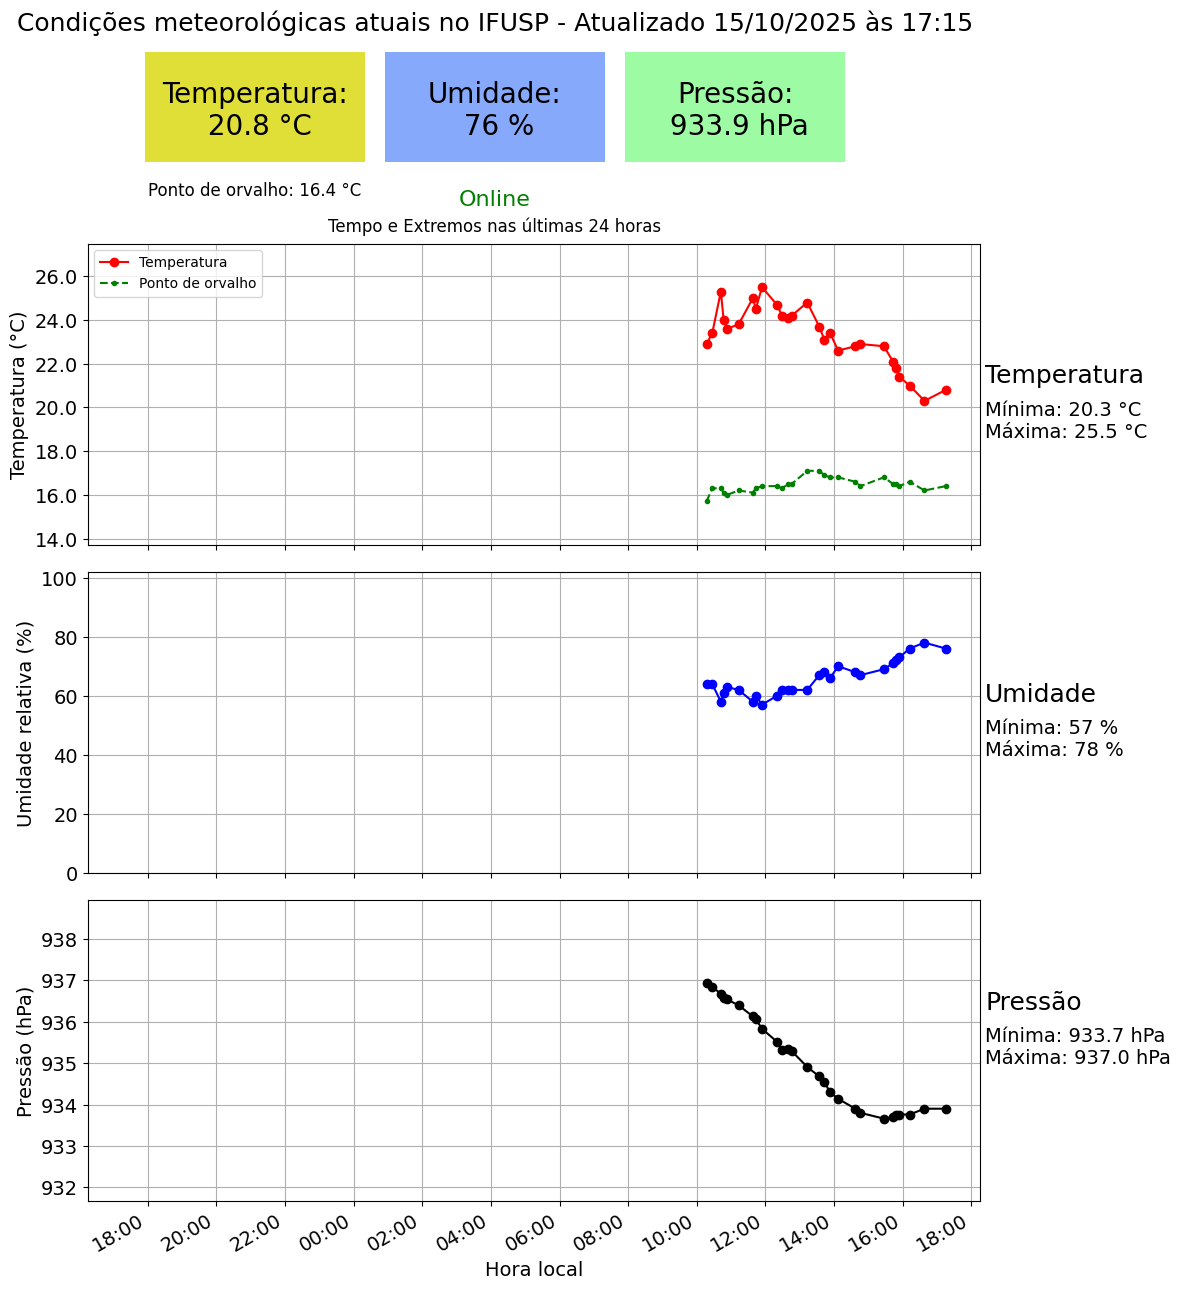 Condições meteorológicas atuais no IFUSP - Atualizado 15/10/2025 às 17:15
Temperatura:
20.8 °C
Umidade:
76 %
Pressão:
933.9 hPa
Ponto de orvalho: 16.4 °C
Online
Tempo e Extremos nas últimas 24 horas
Temperatura
Ponto de orvalho
Temperatura (°C)
26.0
24.0
22.0
20.0
18.0
16.0
14.0
Temperatura
Mínima: 20.3 °C
Máxima: 25.5 °C
Umidade relativa (%)
100
80
60
40
20
0
Umidade
Mínima: 57 %
Máxima: 78 %
Pressão (hPa)
938
937
936
935
934
933
932
Pressão
Mínima: 933.7 hPa
Máxima: 937.0 hPa
18:00
20:00
22:00
00:00
02:00
04:00
06:00
08:00
10:00
12:00
14:00
16:00
18:00
Hora local